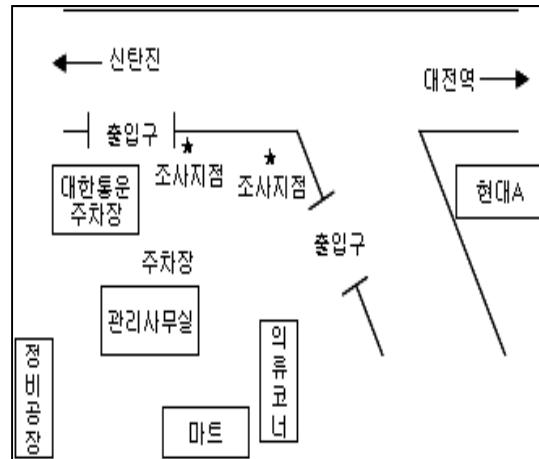 신탄진
대전역
출입구
조사지점
조사지점
대한통운
주차장
현대A
출입구
주차장
관리사무실
의류코너
정비공장
마트